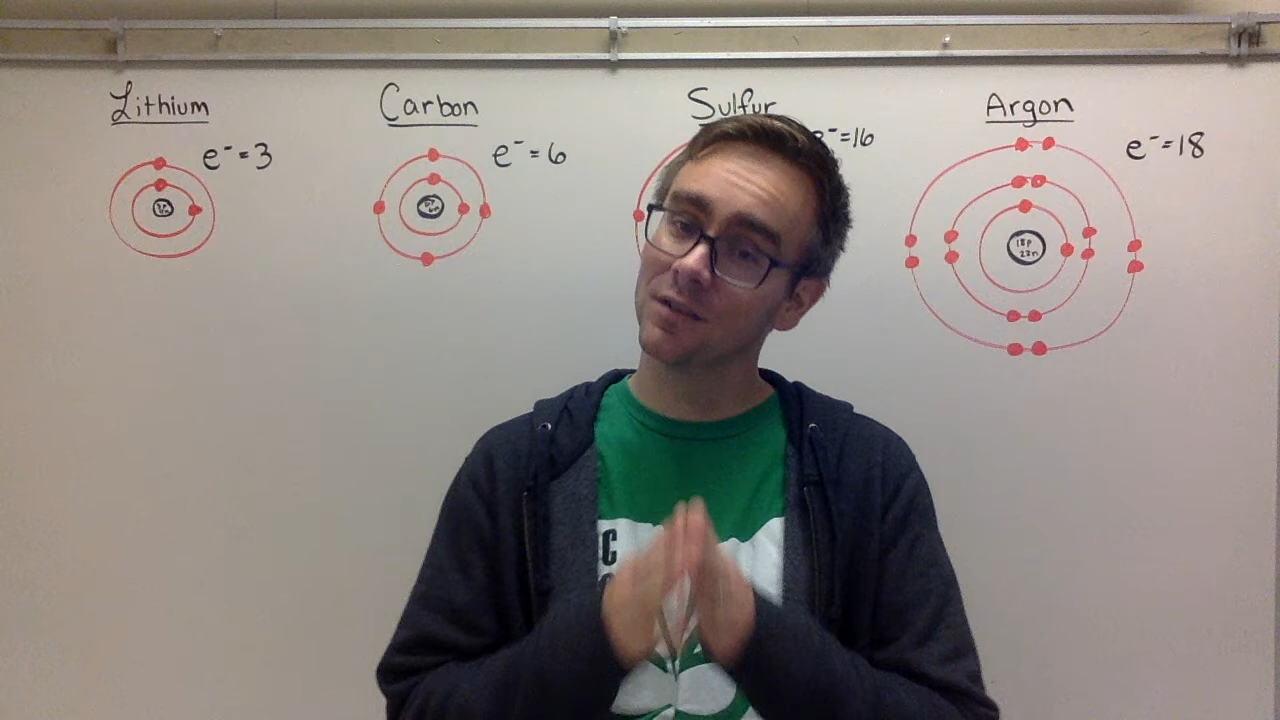 Lithium
e⁻=3
Carbon
e⁻=6
Sulfur
e⁻=16
Argon
e⁻=18
18p
22n
C